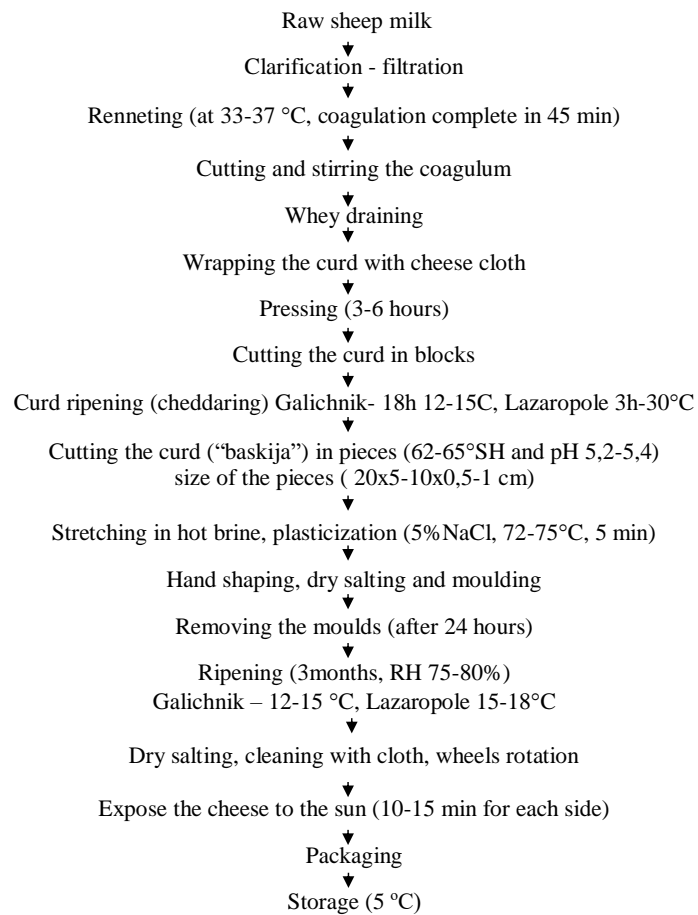 Raw sheep milk
Clarification - filtration
Renneting (at 33-37 °C, coagulation complete in 45 min)
Cutting and stirring the coagulum
Whey draining
Wrapping the curd with cheese cloth
Pressing (3-6 hours)
Cutting the curd in blocks
Curd ripening (cheddaring) Galichnik- 18h 12-15C, Lazaropole 3h-30°C
Cutting the curd (“baskija”) in pieces (62-65°SH and pH 5,2-5,4)
size of the pieces ( 20x5-10x0,5-1 cm)
Stretching in hot brine, plasticization (5%NaCl, 72-75°C, 5 min)
Hand shaping, dry salting and moulding
Removing the moulds (after 24 hours)
Ripening (3months, RH 75-80%)
Galichnik – 12-15 °C, Lazaropole 15-18°C
Dry salting, cleaning with cloth, wheels rotation
Expose the cheese to the sun (10-15 min for each side)
Packaging
Storage (5 ºC)